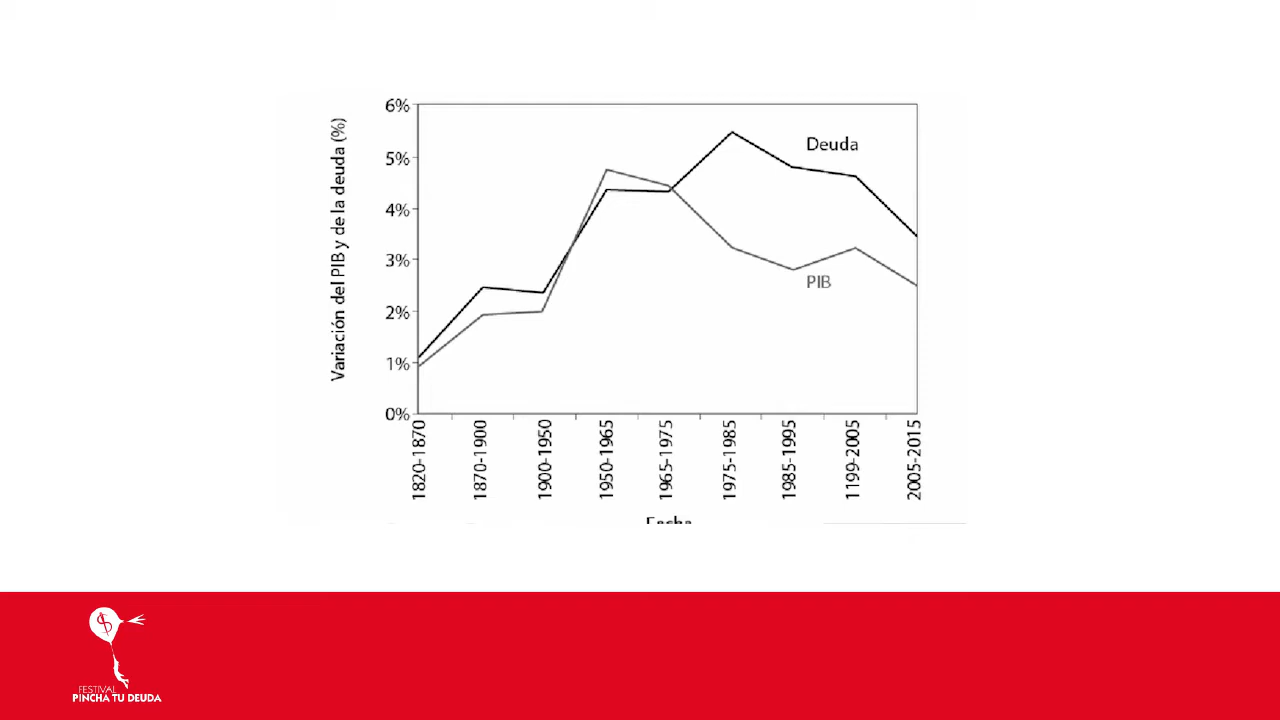 Variación del PIB y de la deuda (%)
6%
5%
4%
3%
2%
1%
0%
Deuda
PIB
1820-1870
1870-1900
1900-1950
1950-1965
1965-1975
1975-1985
1985-1995
1199-2005
2005-2015
Fecha
$
FESTIVAL
PINCHA TU DEUDA